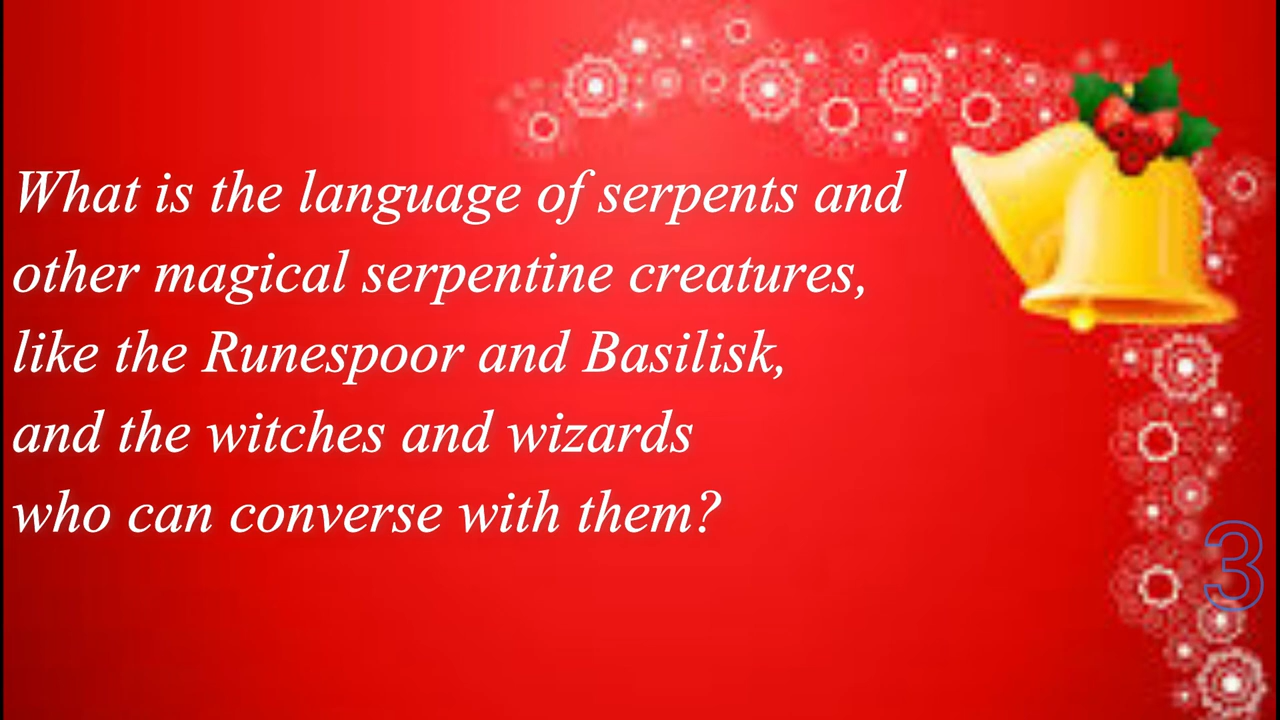 What is the language of serpents and
other magical serpentine creatures,
like the Runespoor and Basilisk,
and the witches and wizards
who can converse with them?
3